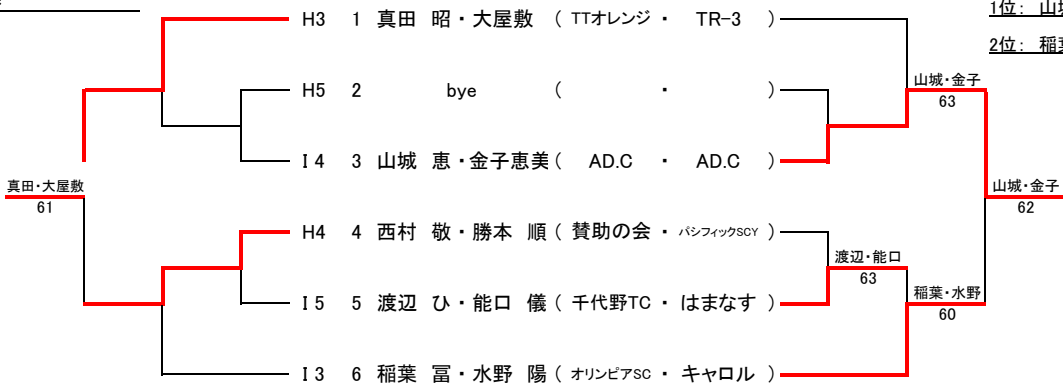 1位: 山城
2位: 稲葉
H3 1 真田 昭・大屋敷 ( TTオレンジ ・ TR-3 )
H5 2 bye ( ・ )
山城・金子
63
I 4 3 山城 恵・金子恵美 ( AD.C ・ AD.C )
真田・大屋敷
61
山城・金子
62
H4 4 西村 敬・勝本 順 ( 賛助の会 ・ パシフィックSCY )
渡辺・能口
63
I 5 5 渡辺 ひ・能口 儀 ( 千代野TC ・ はまなす )
稲葉・水野
60
I 3 6 稲葉 冨・水野 陽 ( オリンピアSC ・ キャロル )